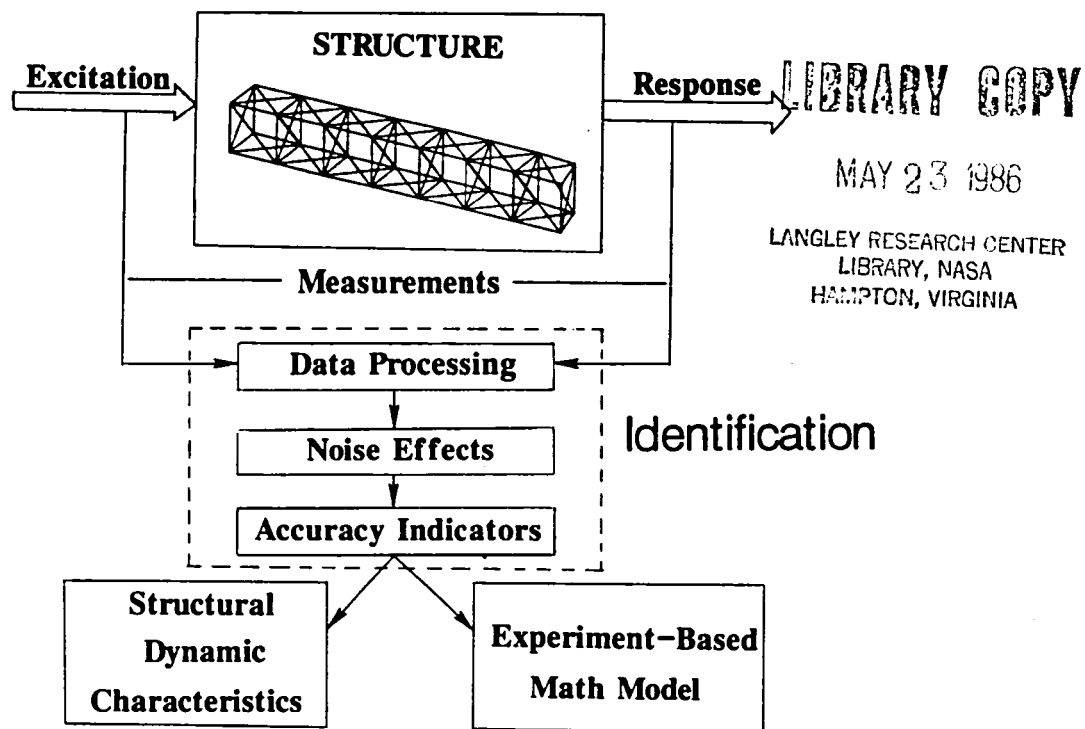 STRUCTURE
Excitation
Response
LIBRARY COPY
MAY 23 1986
LANGLEY RESEARCH CENTER
LIBRARY, NASA
HAMPTON, VIRGINIA
Measurements
Data Processing
Noise Effects
Identification
Accuracy Indicators
Structural
Dynamic
Characteristics
Experiment-Based
Math Model